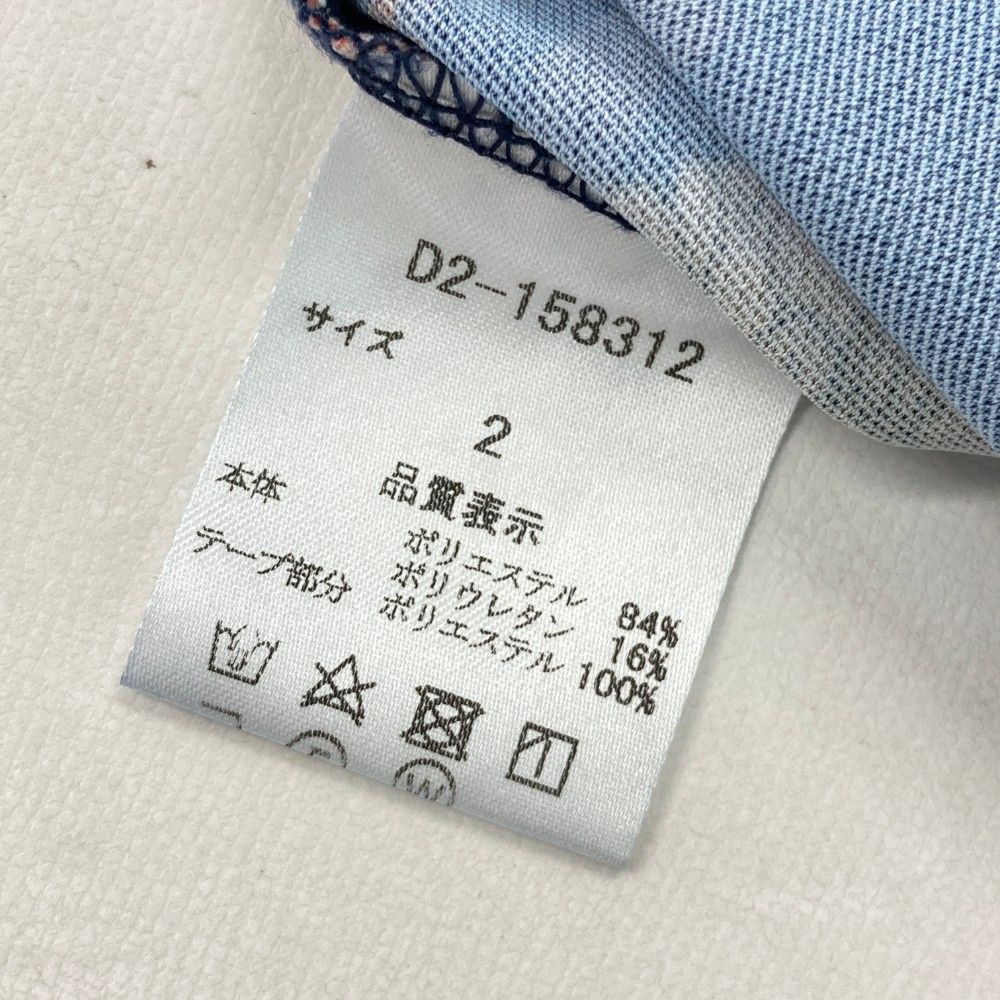 D2-158312
サイズ
2
品質表示
本体 ポリエステル 84%
ポリウレタン 16%
テープ部分 ポリエステル 100%
W